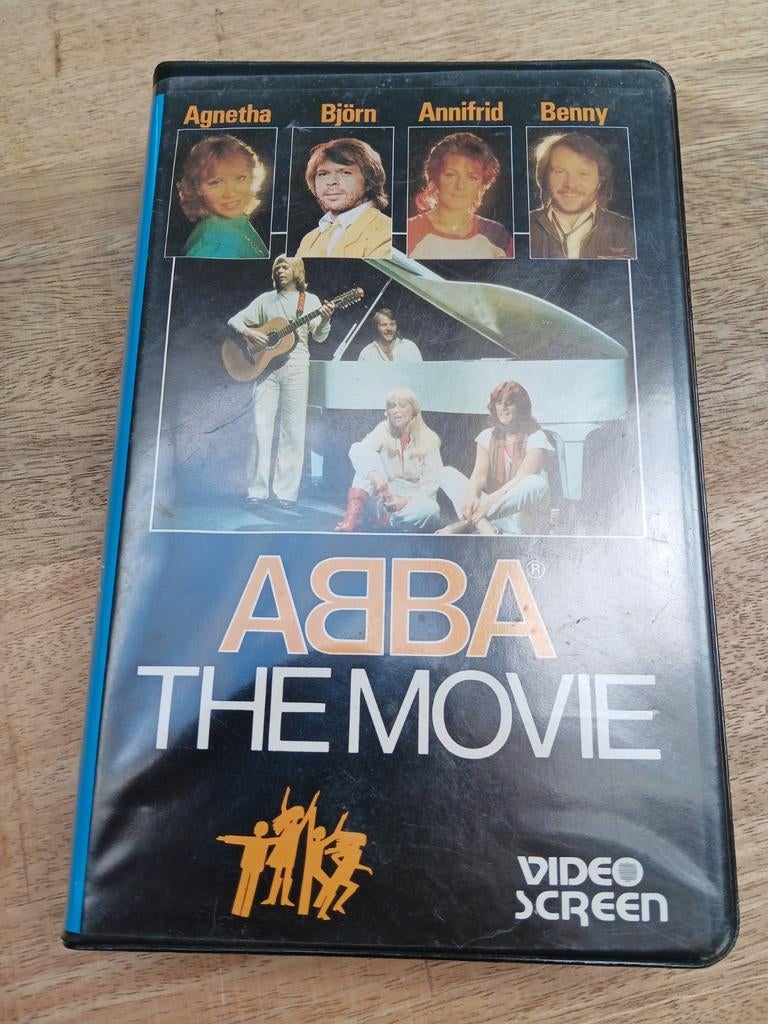 Agnetha Björn Annifrid Benny
ABBA®
THE MOVIE
VIDEO
SCREEN